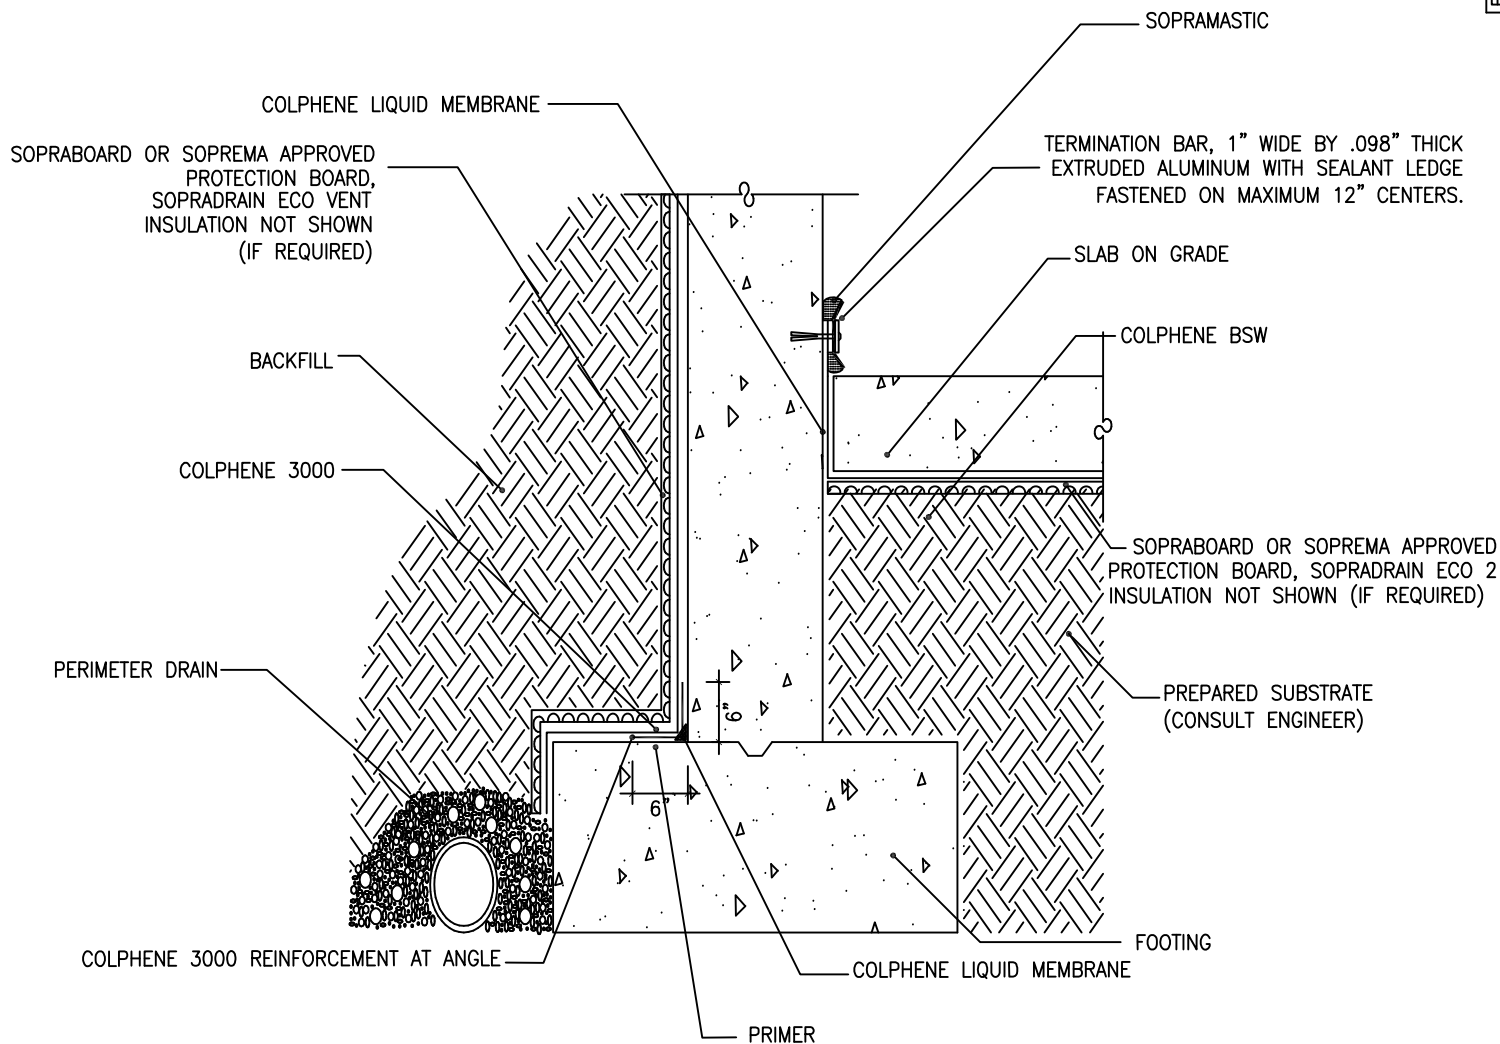 SOPRAMASTIC
COLPHENE LIQUID MEMBRANE
SOPRABOARD OR SOPREMA APPROVED
PROTECTION BOARD,
SOPRADRAIN ECO VENT
INSULATION NOT SHOWN
(IF REQUIRED)
TERMINATION BAR, 1" WIDE BY .098" THICK
EXTRUDED ALUMINUM WITH SEALANT LEDGE
FASTENED ON MAXIMUM 12" CENTERS.
SLAB ON GRADE
COLPHENE BSW
BACKFILL
COLPHENE 3000
SOPRABOARD OR SOPREMA APPROVED
PROTECTION BOARD, SOPRADRAIN ECO 2
INSULATION NOT SHOWN (IF REQUIRED)
PERIMETER DRAIN
PREPARED SUBSTRATE
(CONSULT ENGINEER)
6"
6"
COLPHENE 3000 REINFORCEMENT AT ANGLE
FOOTING
COLPHENE LIQUID MEMBRANE
PRIMER